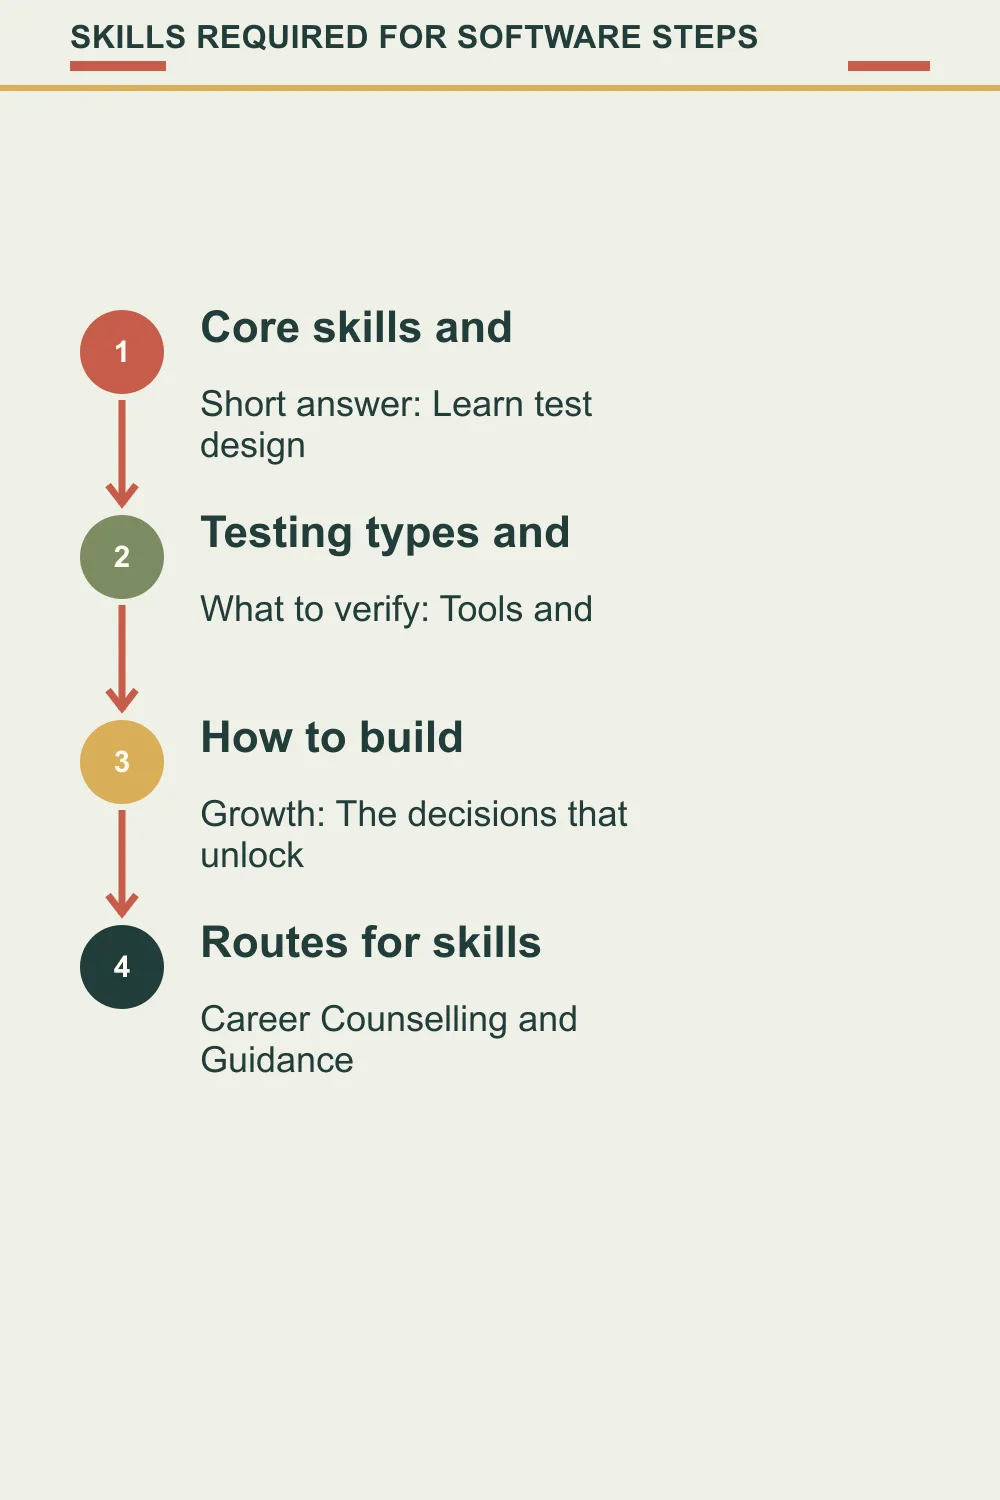 SKILLS REQUIRED FOR SOFTWARE STEPS
1
Core skills and
Short answer: Learn test
design
2
Testing types and
What to verify: Tools and
3
How to build
Growth: The decisions that
unlock
4
Routes for skills
Career Counselling and
Guidance